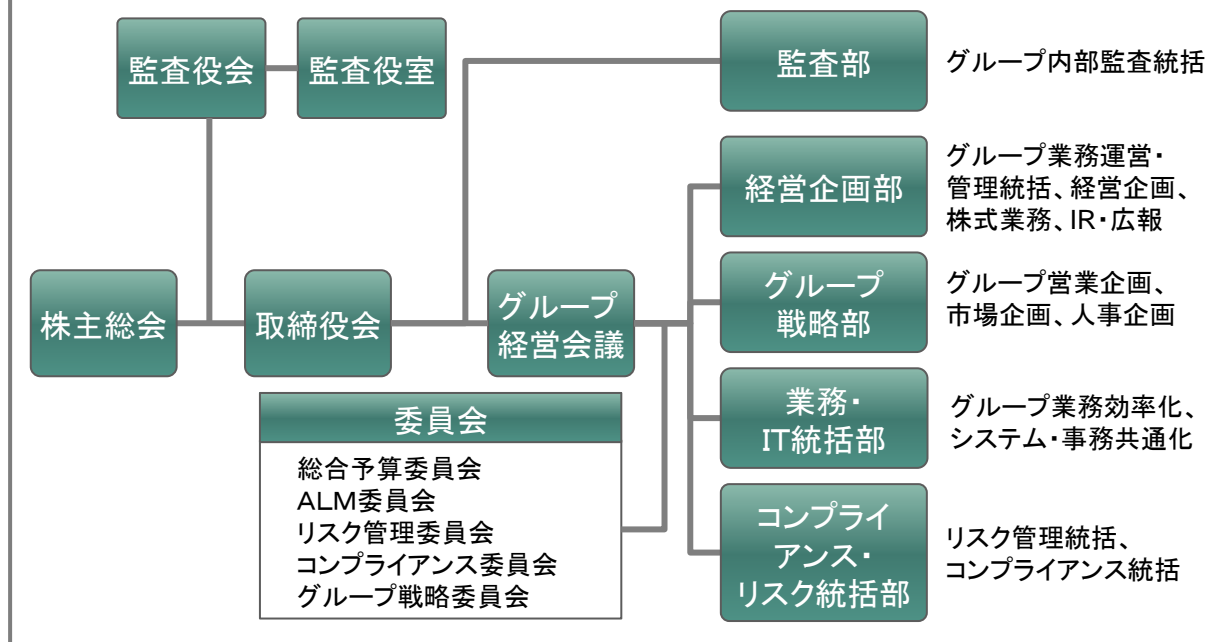 監査役会
監査役室
監査部
グループ内部監査統括
経営企画部
グループ業務運営・
管理統括、経営企画、
株式業務、IR・広報
株主総会
取締役会
グループ
経営会議
グループ
戦略部
グループ営業企画、
市場企画、人事企画
業務・
IT統括部
グループ業務効率化、
システム・事務共通化
委員会
総合予算委員会
ALM委員会
リスク管理委員会
コンプライアンス委員会
グループ戦略委員会
コンプライ
アンス・
リスク統括部
リスク管理統括、
コンプライアンス統括